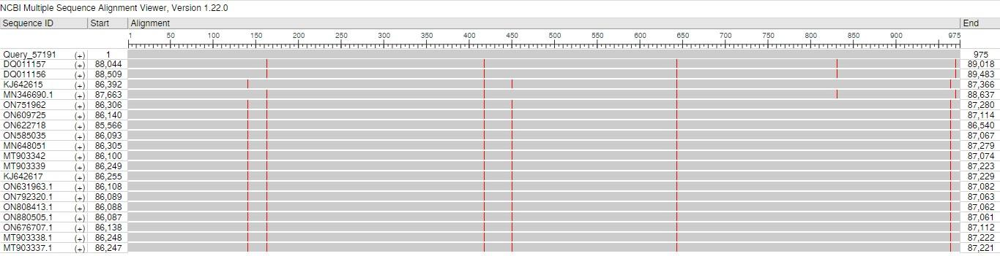 NCBI Multiple Sequence Alignment Viewer, Version 1.22.0
Sequence ID Start Alignment End
1 50 100 150 200 250 300 350 400 450 500 550 600 650 700 750 800 850 900 975
Query_57191 (+) 1 975
DQ011157 (+) 88,044 89,018
DQ011156 (+) 88,509 89,483
KJ642615 (+) 86,392 87,366
MN346690.1 (+) 87,663 88,637
ON751962 (+) 86,306 87,280
ON609725 (+) 86,140 87,114
ON622718 (+) 85,566 86,540
ON585035 (+) 86,093 87,067
MN648051 (+) 86,305 87,279
MT903342 (+) 86,100 87,074
MT903339 (+) 86,249 87,223
KJ642617 (+) 86,255 87,229
ON631963.1 (+) 86,108 87,082
ON792320.1 (+) 86,089 87,063
ON808413.1 (+) 86,088 87,062
ON880505.1 (+) 86,087 87,061
ON676707.1 (+) 86,138 87,112
MT903338.1 (+) 86,248 87,222
MT903337.1 (+) 86,247 87,221